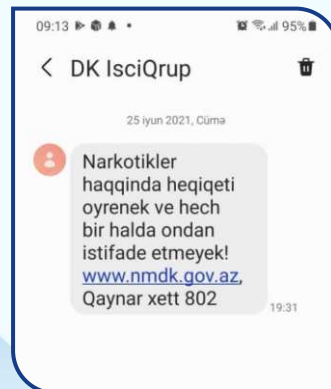 09:13 95%
DK IsciQrup
25 iyun 2021, Cümə
Narkotikler
haqqinda heqiqeti
oyrenek ve hech
bir halda ondan
istifade etmeyek!
www.nmdk.gov.az,
Qaynar xett 802
19:31